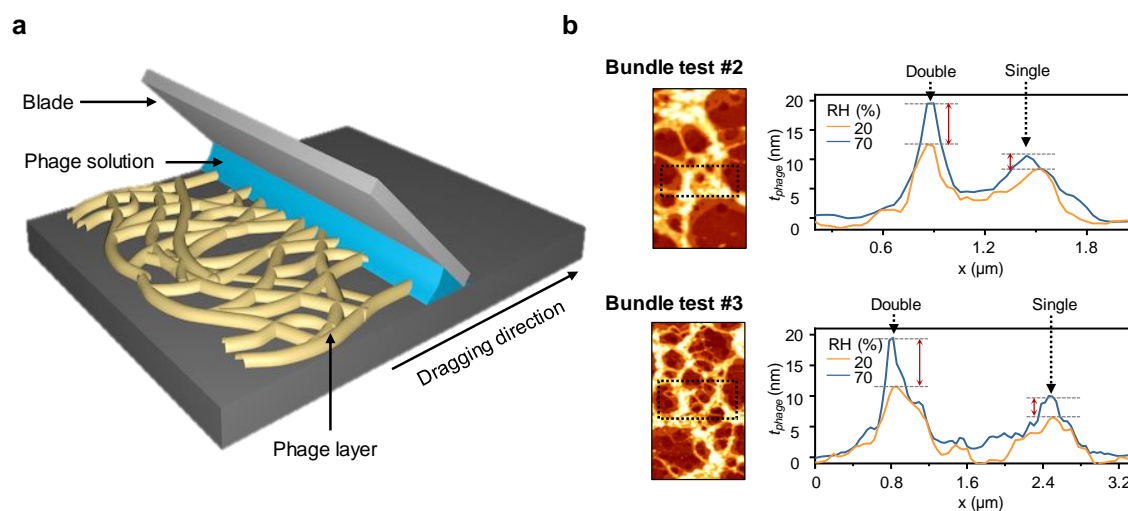 a
Blade
Phage solution
Phage layer
Dragging direction
b
Bundle test #2
Double
Single
RH (%)
20
70
20
15
10
5
0
t_phage (nm)
0.6
1.2
1.8
x (μm)
Bundle test #3
Double
Single
RH (%)
20
70
20
15
10
5
0
t_phage (nm)
0
0.8
1.6
2.4
3.2
x (μm)